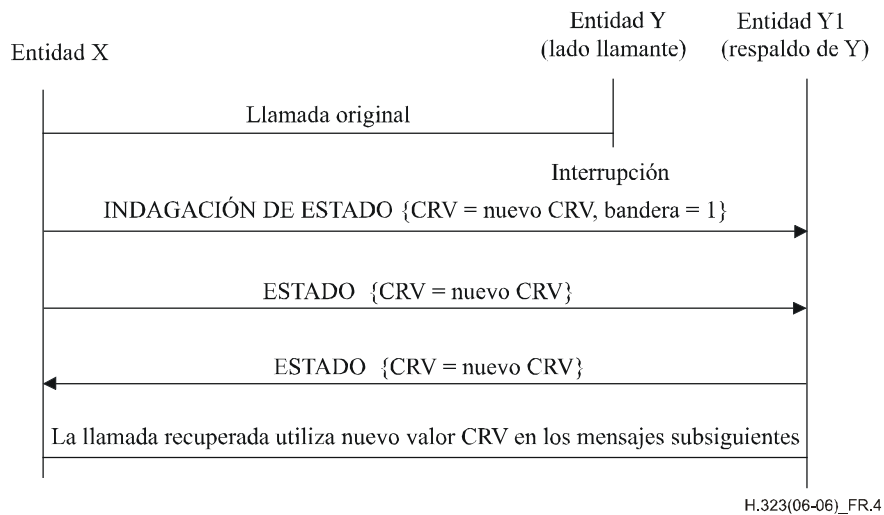 Entidad X
Entidad Y
(lado llamante)
Entidad Y1
(respaldo de Y)
Llamada original
Interrupción
INDAGACIÓN DE ESTADO {CRV = nuevo CRV, bandera = 1}
ESTADO {CRV = nuevo CRV}
ESTADO {CRV = nuevo CRV}
La llamada recuperada utiliza nuevo valor CRV en los mensajes subsiguientes
H.323(06-06)_FR.4